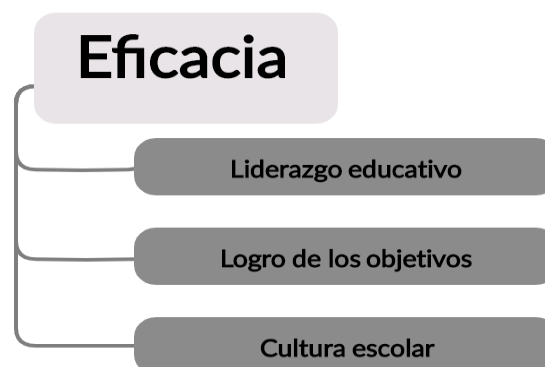 Eficacia
Liderazgo educativo
Logro de los objetivos
Cultura escolar